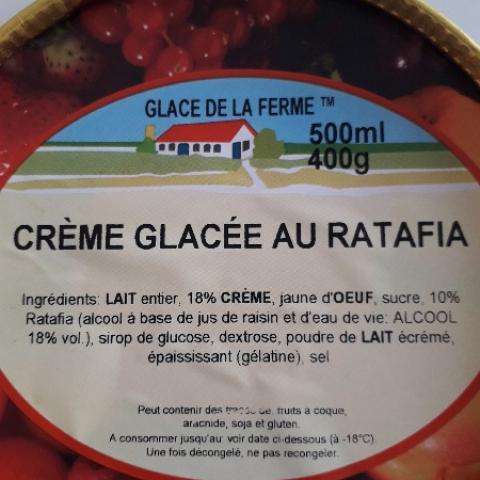 GLACE DE LA FERME ™
500ml
400g
CRÈME GLACÉE AU RATAFIA
Ingrédients: LAIT entier, 18% CRÈME, jaune d'OEUF, sucre, 10%
Ratafia (alcool à base de jus de raisin et d'eau de vie: ALCOOL
18% vol.), sirop de glucose, dextrose, poudre de LAIT écrémé,
épaississant (gélatine), sel
Peut contenir des traces de, fruits à coque,
aracnide, soja et gluten.
A consommer jusqu'au: voir date ci-dessous (à -18°C).
Une fois décongelé, ne pas recongeler.